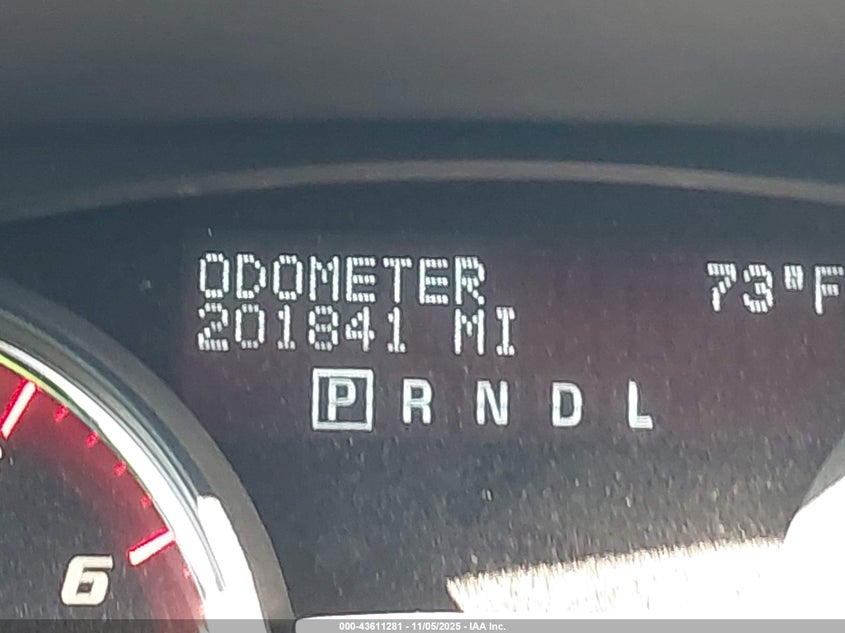 ODOMETER 73°F
201841 MI
P R N D L
6
000-43611281 - 11/05/2025 - IAA Inc.